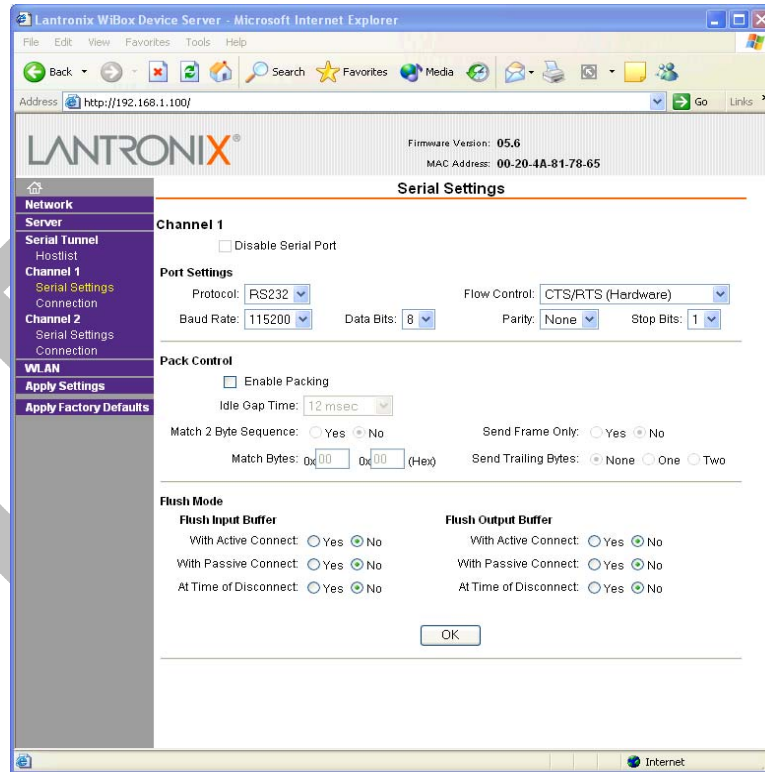 Lantronix WiBox Device Server - Microsoft Internet Explorer
File Edit View Favorites Tools Help
Back Search Favorites Media
Address http://192.168.1.100/ Go Links
LANTRONIX®
Firmware Version: 05.6
MAC Address: 00-20-4A-81-78-65
Network
Server
Serial Tunnel
Hostlist
Channel 1
Serial Settings
Connection
Channel 2
Serial Settings
Connection
WLAN
Apply Settings
Apply Factory Defaults
Serial Settings
Channel 1
Disable Serial Port
Port Settings
Protocol: RS232 Flow Control: CTS/RTS (Hardware)
Baud Rate: 115200 Data Bits: 8 Parity: None Stop Bits: 1
Pack Control
Enable Packing
Idle Gap Time: 12 msec
Match 2 Byte Sequence: Yes No Send Frame Only: Yes No
Match Bytes: 0x 00 0x 00 (Hex) Send Trailing Bytes: None One Two
Flush Mode
Flush Input Buffer Flush Output Buffer
With Active Connect: Yes No With Active Connect: Yes No
With Passive Connect: Yes No With Passive Connect: Yes No
At Time of Disconnect: Yes No At Time of Disconnect: Yes No
OK
Internet